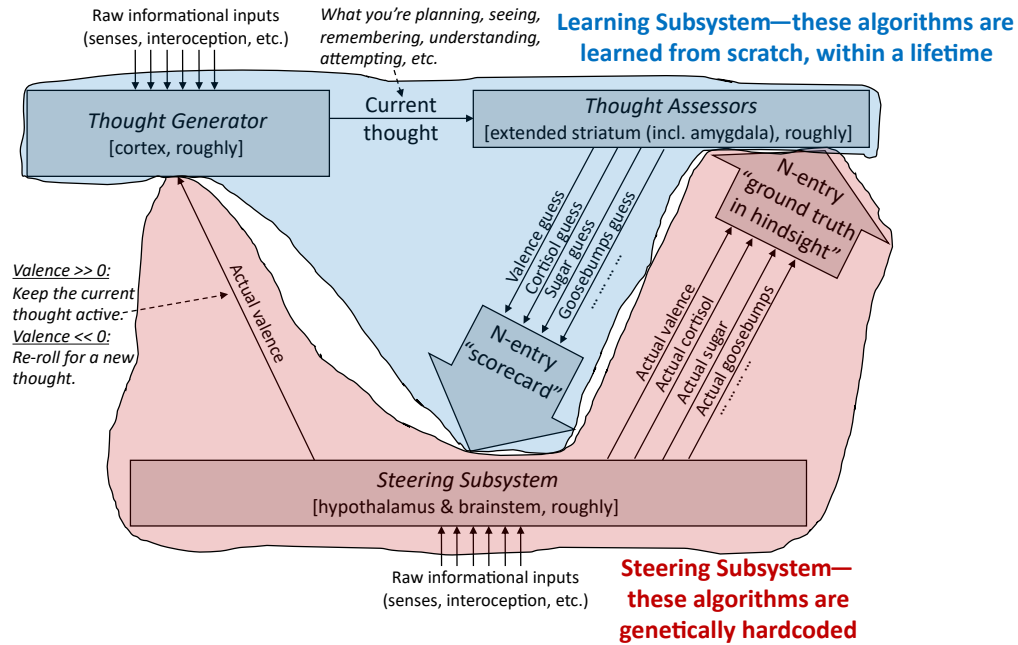 Raw informational inputs
(senses, interoception, etc.)
What you’re planning, seeing,
remembering, understanding,
attempting, etc.
Learning Subsystem—these algorithms are
learned from scratch, within a lifetime
Thought Generator
[cortex, roughly]
Current
thought
Thought Assessors
[extended striatum (incl. amygdala), roughly]
Valence guess
Cortisol guess
Sugar guess
Goosebumps guess
... ... ...
N-entry
“scorecard”
N-entry
“ground truth
in hindsight”
Actual valence
Actual cortisol
Actual sugar
Actual goosebumps
... ... ...
Valence >> 0:
Keep the current
thought active.
Valence << 0:
Re-roll for a new
thought.
Actual valence
Steering Subsystem
[hypothalamus & brainstem, roughly]
Raw informational inputs
(senses, interoception, etc.)
Steering Subsystem—
these algorithms are
genetically hardcoded